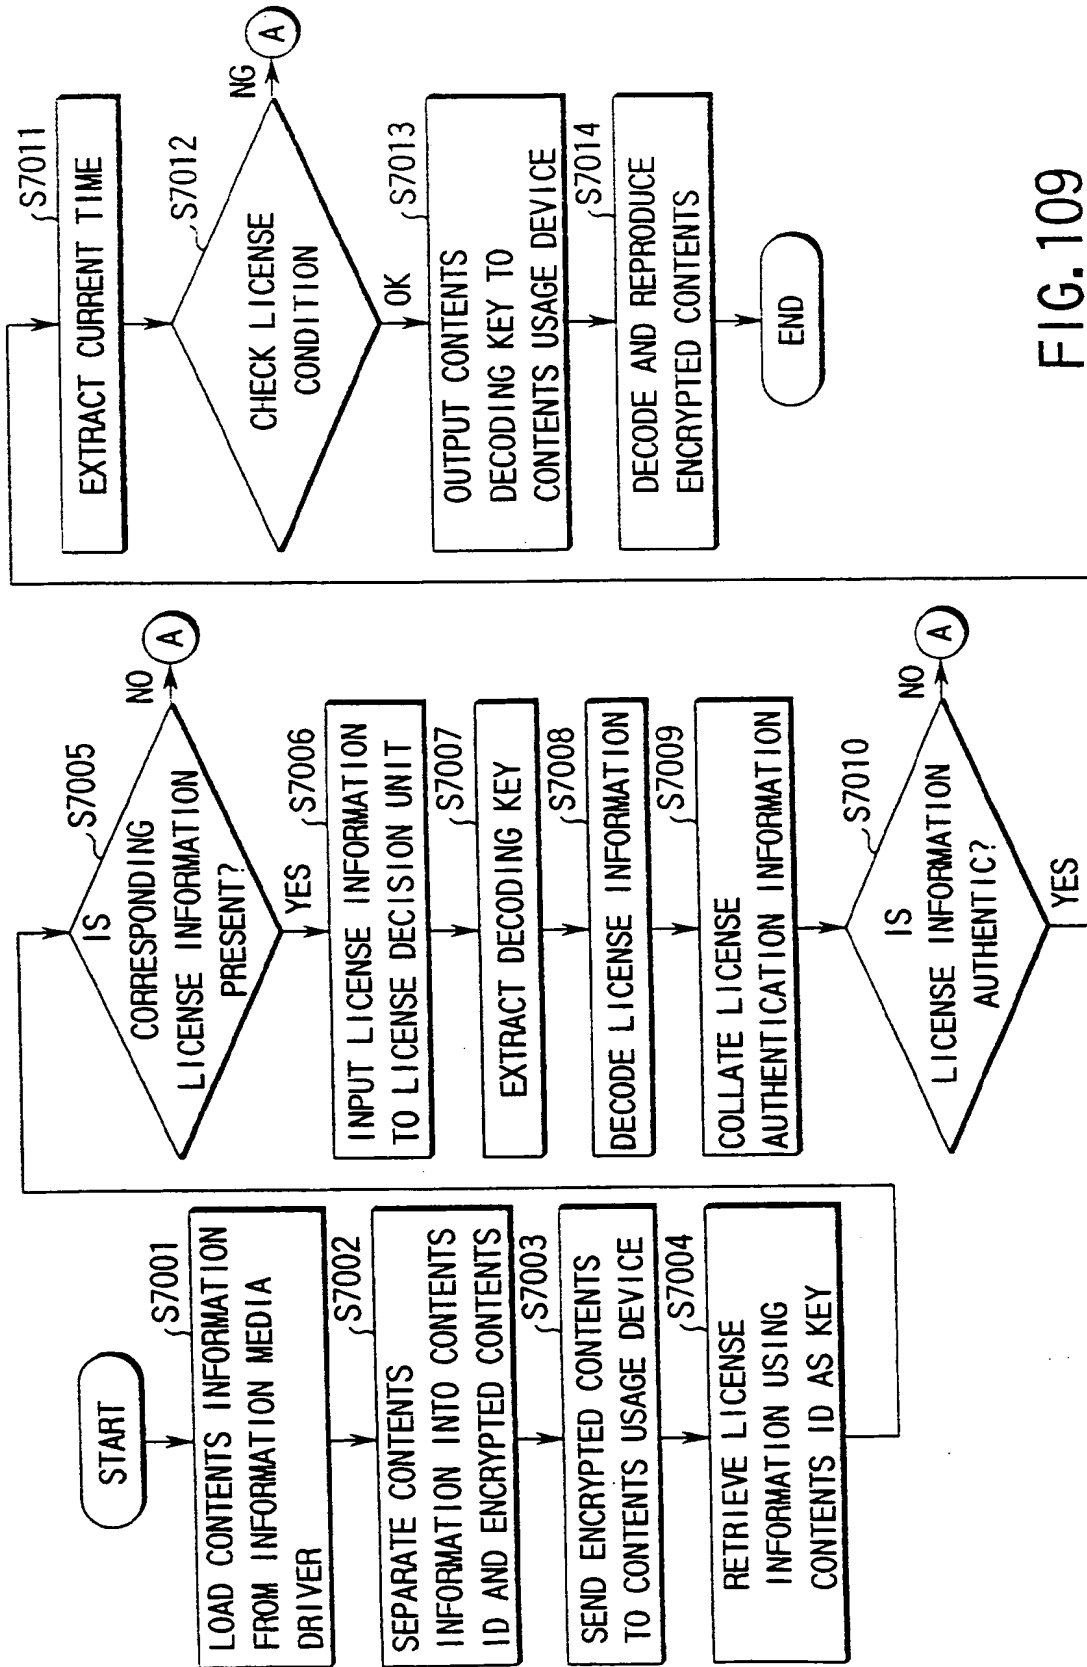 START
S7001
LOAD CONTENTS INFORMATION
FROM INFORMATION MEDIA
DRIVER
S7002
SEPARATE CONTENTS
INFORMATION INTO CONTENTS
ID AND ENCRYPTED CONTENTS
S7003
SEND ENCRYPTED CONTENTS
TO CONTENTS USAGE DEVICE
S7004
RETRIEVE LICENSE
INFORMATION USING
CONTENTS ID AS KEY
S7005
IS
CORRESPONDING
LICENSE INFORMATION
PRESENT?
NO
A
YES
S7006
INPUT LICENSE INFORMATION
TO LICENSE DECISION UNIT
S7007
EXTRACT DECODING KEY
S7008
DECODE LICENSE INFORMATION
S7009
COLLATE LICENSE
AUTHENTICATION INFORMATION
S7010
IS
LICENSE INFORMATION
AUTHENTIC?
NO
A
YES
S7011
EXTRACT CURRENT TIME
S7012
CHECK LICENSE
CONDITION
NG
A
OK
S7013
OUTPUT CONTENTS
DECODING KEY TO
CONTENTS USAGE DEVICE
S7014
DECODE AND REPRODUCE
ENCRYPTED CONTENTS
END
FIG. 109